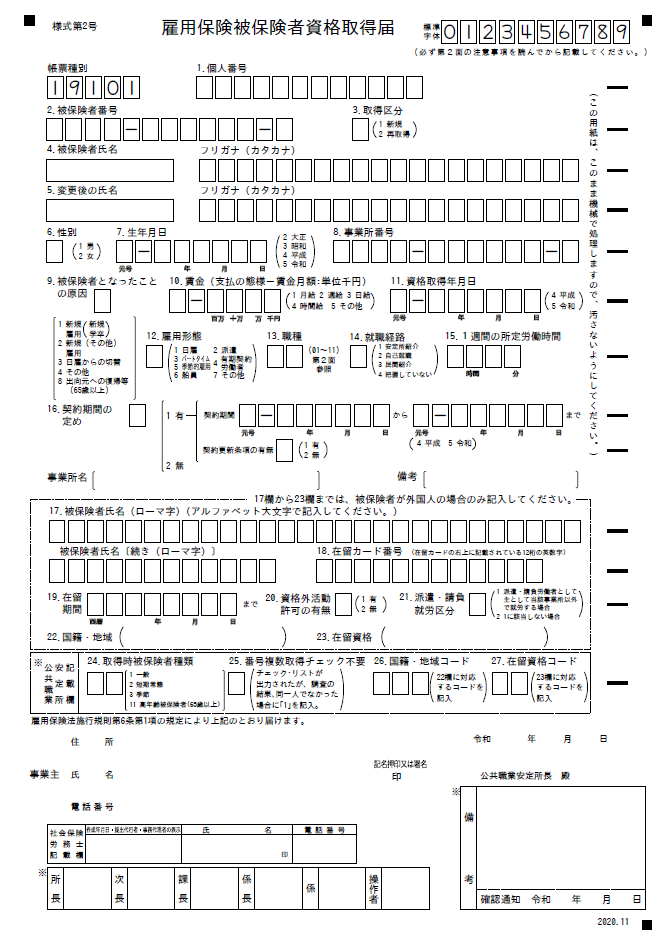 様式第2号
雇用保険被保険者資格取得届
標準字体 0123456789
（必ず第２面の注意事項を読んでから記載してください。）
帳票種別
19101
1.個人番号
2.被保険者番号
3.取得区分
（1 新規
2 再取得）
4.被保険者氏名 フリガナ（カタカナ）
5.変更後の氏名 フリガナ（カタカナ）
6.性別
（1 男
2 女）
7.生年月日
元号 年 月 日
（2 大正
3 昭和
4 平成
5 令和）
8.事業所番号
9.被保険者となったこと
の原因
1 新規（新規
雇用 学卒）
2 新規（その他）
雇用
3 日雇からの切替
4 その他
8 出向元への復帰等
（65歳以上）
10.賃金（支払の態様－賃金月額：単位千円）
百万 十万 万 千円
（1 月給 2 週給 3 日給
4 時間給 5 その他）
11.資格取得年月日
元号 年 月 日
（4 平成
5 令和）
12.雇用形態
（1 日雇 2 派遣
3 パートタイム 4 有期契約労働者
5 季節的雇用
6 船員 7 その他）
13.職種
（01～11）
第２面
参照
14.就職経路
（1 安定所紹介
2 自己就職
3 民間紹介
4 把握していない）
15.１週間の所定労働時間
時間 分
16.契約期間の
定め
1 有
契約期間
元号 年 月 日
から
元号 年 月 日
まで
（4 平成 5 令和）
契約更新条項の有無
（1 有
2 無）
2 無
事業所名
備考
（この用紙は、このまま機械で処理しますので、汚さないようにしてください。）
17欄から23欄までは、被保険者が外国人の場合のみ記入してください。
17.被保険者氏名（ローマ字）（アルファベット大文字で記入してください。）
被保険者氏名〔続き（ローマ字）〕
18.在留カード番号 （在留カードの右上に記載されている12桁の英数字）
19.在留
期間
西暦 年 月 日
まで
20.資格外活動
許可の有無
（1 有
2 無）
21.派遣・請負
就労区分
（1 派遣・請負労働者として
主として当該事業所以外
で就労する場合
2 1に該当しない場合）
22.国籍・地域
23.在留資格
※公共職業安定所記載欄
24.取得時被保険者種類
1 一般
2 短期常態
3 季節
11 高年齢被保険者（65歳以上）
25.番号複数取得チェック不要
チェック・リストが
出力されたが、調査の
結果、同一人でなかった
場合に「1」を記入。
26.国籍・地域コード
（22欄に対応
するコードを
記入）
27.在留資格コード
（23欄に対応
するコードを
記入）
雇用保険法施行規則第6条第1項の規定により上記のとおり届けます。
令和 年 月 日
住 所
事業主 氏 名
記名押印又は署名
印
公共職業安定所長 殿
電話番号
社会保険
労務士
記載欄
作成年月日・提出代行者・事務代理者の表示
氏 名
電話番号
印
※
所長
次長
課長
係長
係
操作者
※
備考
確認通知 令和 年 月 日
2020.11